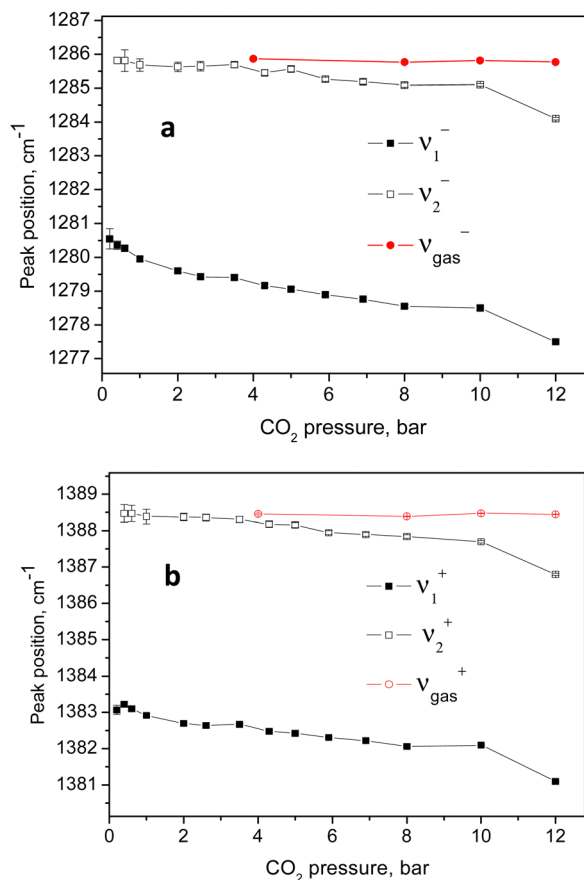 1287
1286
1285
1284
1283
1282
1281
1280
1279
1278
1277
Peak position, cm⁻¹
a
ν₁⁻
ν₂⁻
ν gas⁻
0 2 4 6 8 10 12
CO₂ pressure, bar
1389
1388
1387
1386
1385
1384
1383
1382
1381
Peak position, cm⁻¹
b
ν₁⁺
ν₂⁺
ν gas⁺
0 2 4 6 8 10 12
CO₂ pressure, bar